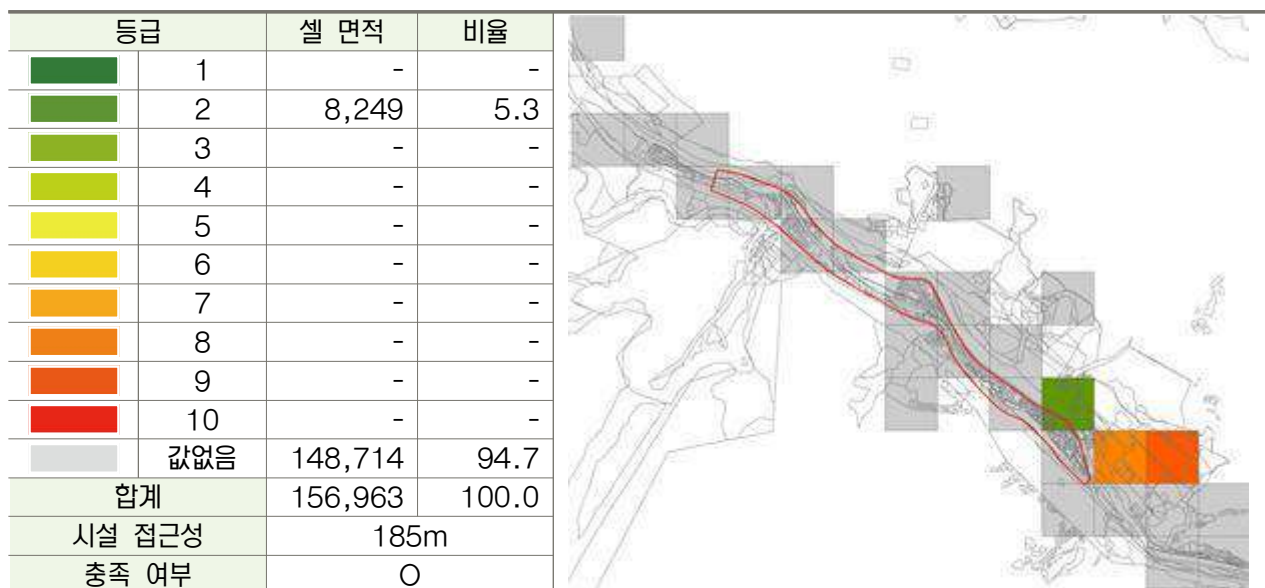 등급 셀 면적 비율
1 - -
2 8,249 5.3
3 - -
4 - -
5 - -
6 - -
7 - -
8 - -
9 - -
10 - -
값없음 148,714 94.7
합계 156,963 100.0
시설 접근성 185m
충족 여부 O